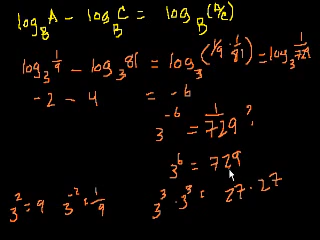 log_B A - log_B C = log_B (A/C)
log_3 1/9 - log_3 81 = log_3 (1/9 · 1/81) = log_3 1/729
-2 - 4 = -6
3^-6 = 1/729 ?
3^6 = 729
3^2 = 9 3^-2 = 1/9 3^3 · 3^3 = 27 · 27